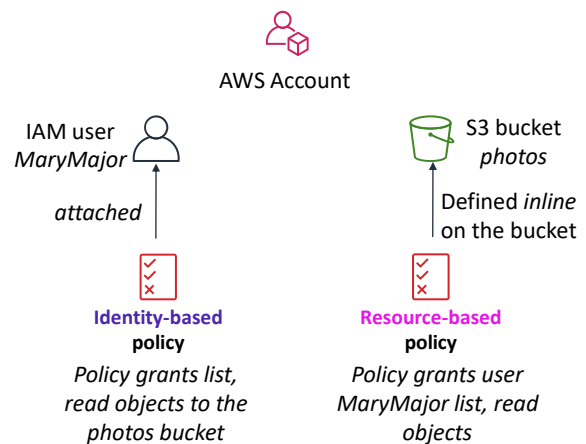 AWS Account
IAM user
MaryMajor
attached
Identity-based
policy
Policy grants list,
read objects to the
photos bucket
S3 bucket
photos
Defined inline
on the bucket
Resource-based
policy
Policy grants user
MaryMajor list, read
objects